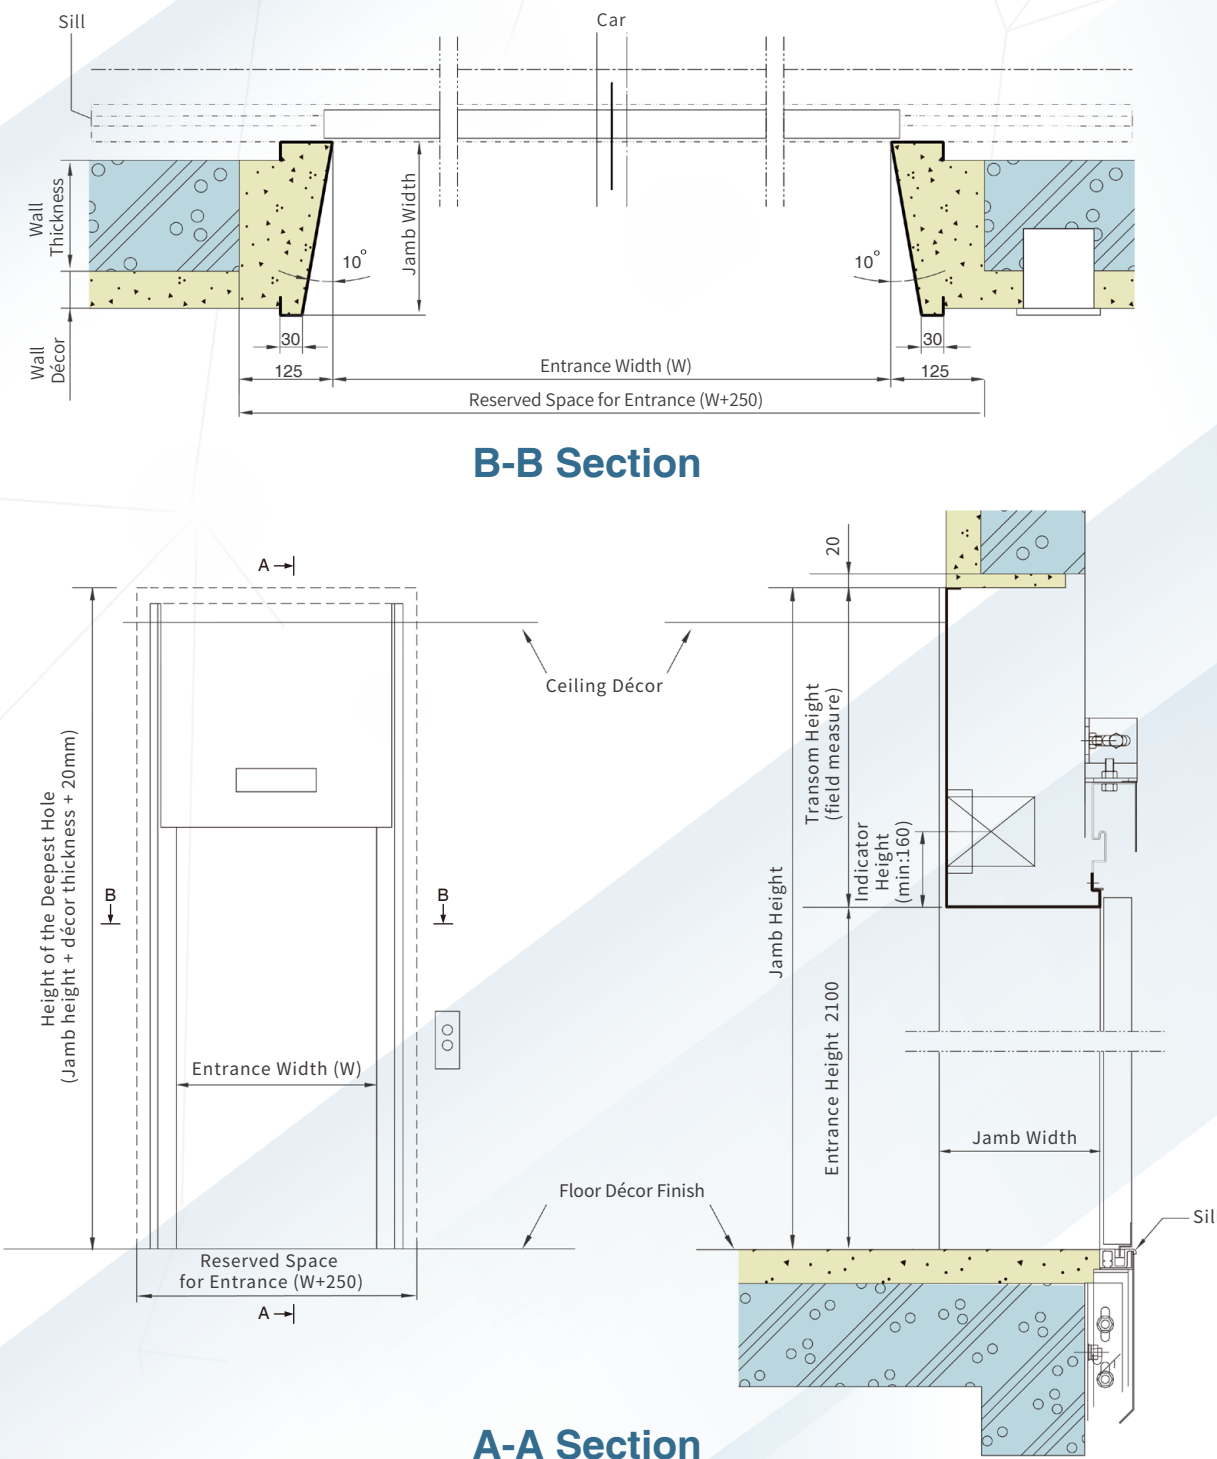 Sill
Car
Wall
Thickness
Wall
Décor
10°
Jamb Width
10°
30
30
125
Entrance Width (W)
125
Reserved Space for Entrance (W+250)
B-B Section
A
20
Ceiling Décor
Height of the Deepest Hole
(Jamb height + décor thickness + 20mm)
Transom Height
(field measure)
Indicator
Height
(min:160)
Jamb Height
B
B
Entrance Height 2100
Entrance Width (W)
Jamb Width
Floor Décor Finish
Sil
Reserved Space
for Entrance (W+250)
A
A-A Section